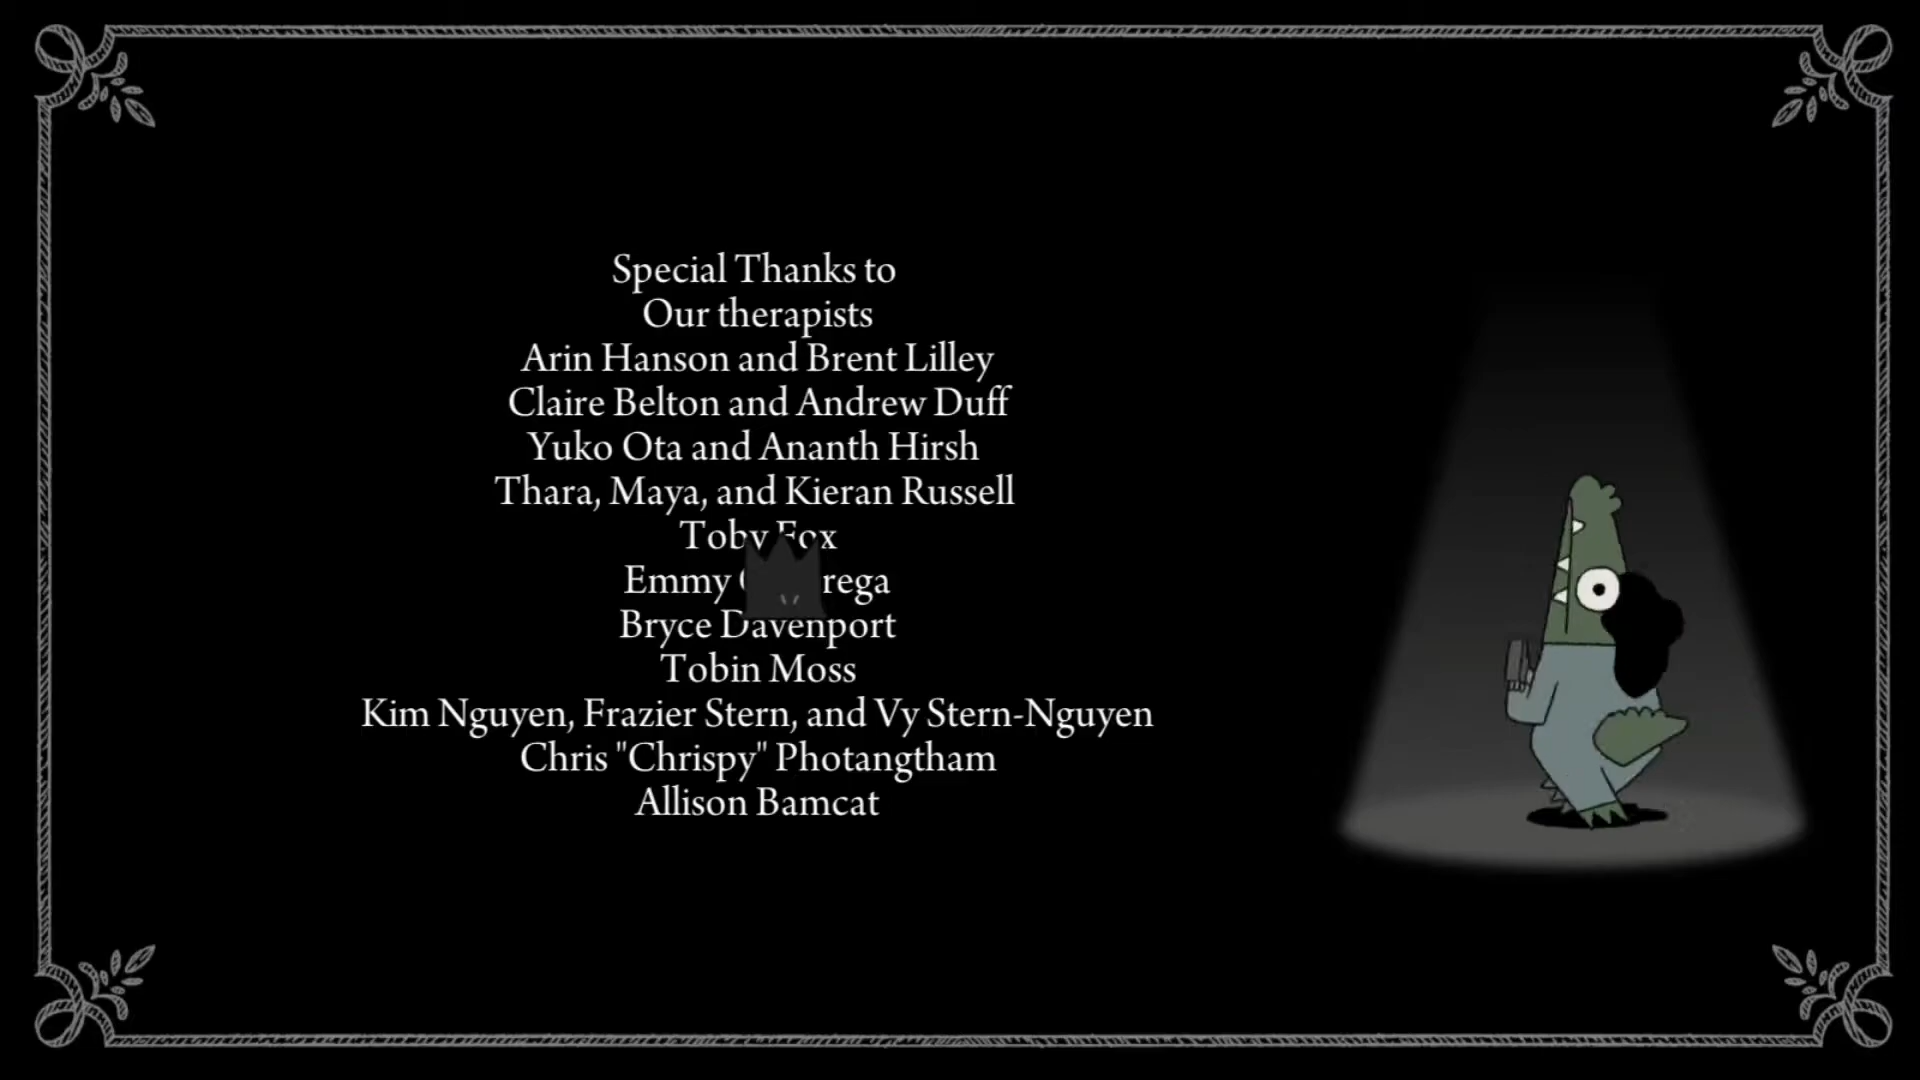 Special Thanks to
Our therapists
Arin Hanson and Brent Lilley
Claire Belton and Andrew Duff
Yuko Ota and Ananth Hirsh
Thara, Maya, and Kieran Russell
Toby Fox
Emmy
Bryce Davenport
Tobin Moss
Kim Nguyen, Frazier Stern, and Vy Stern-Nguyen
Chris "Chrispy" Photangtham
Allison Bamcat